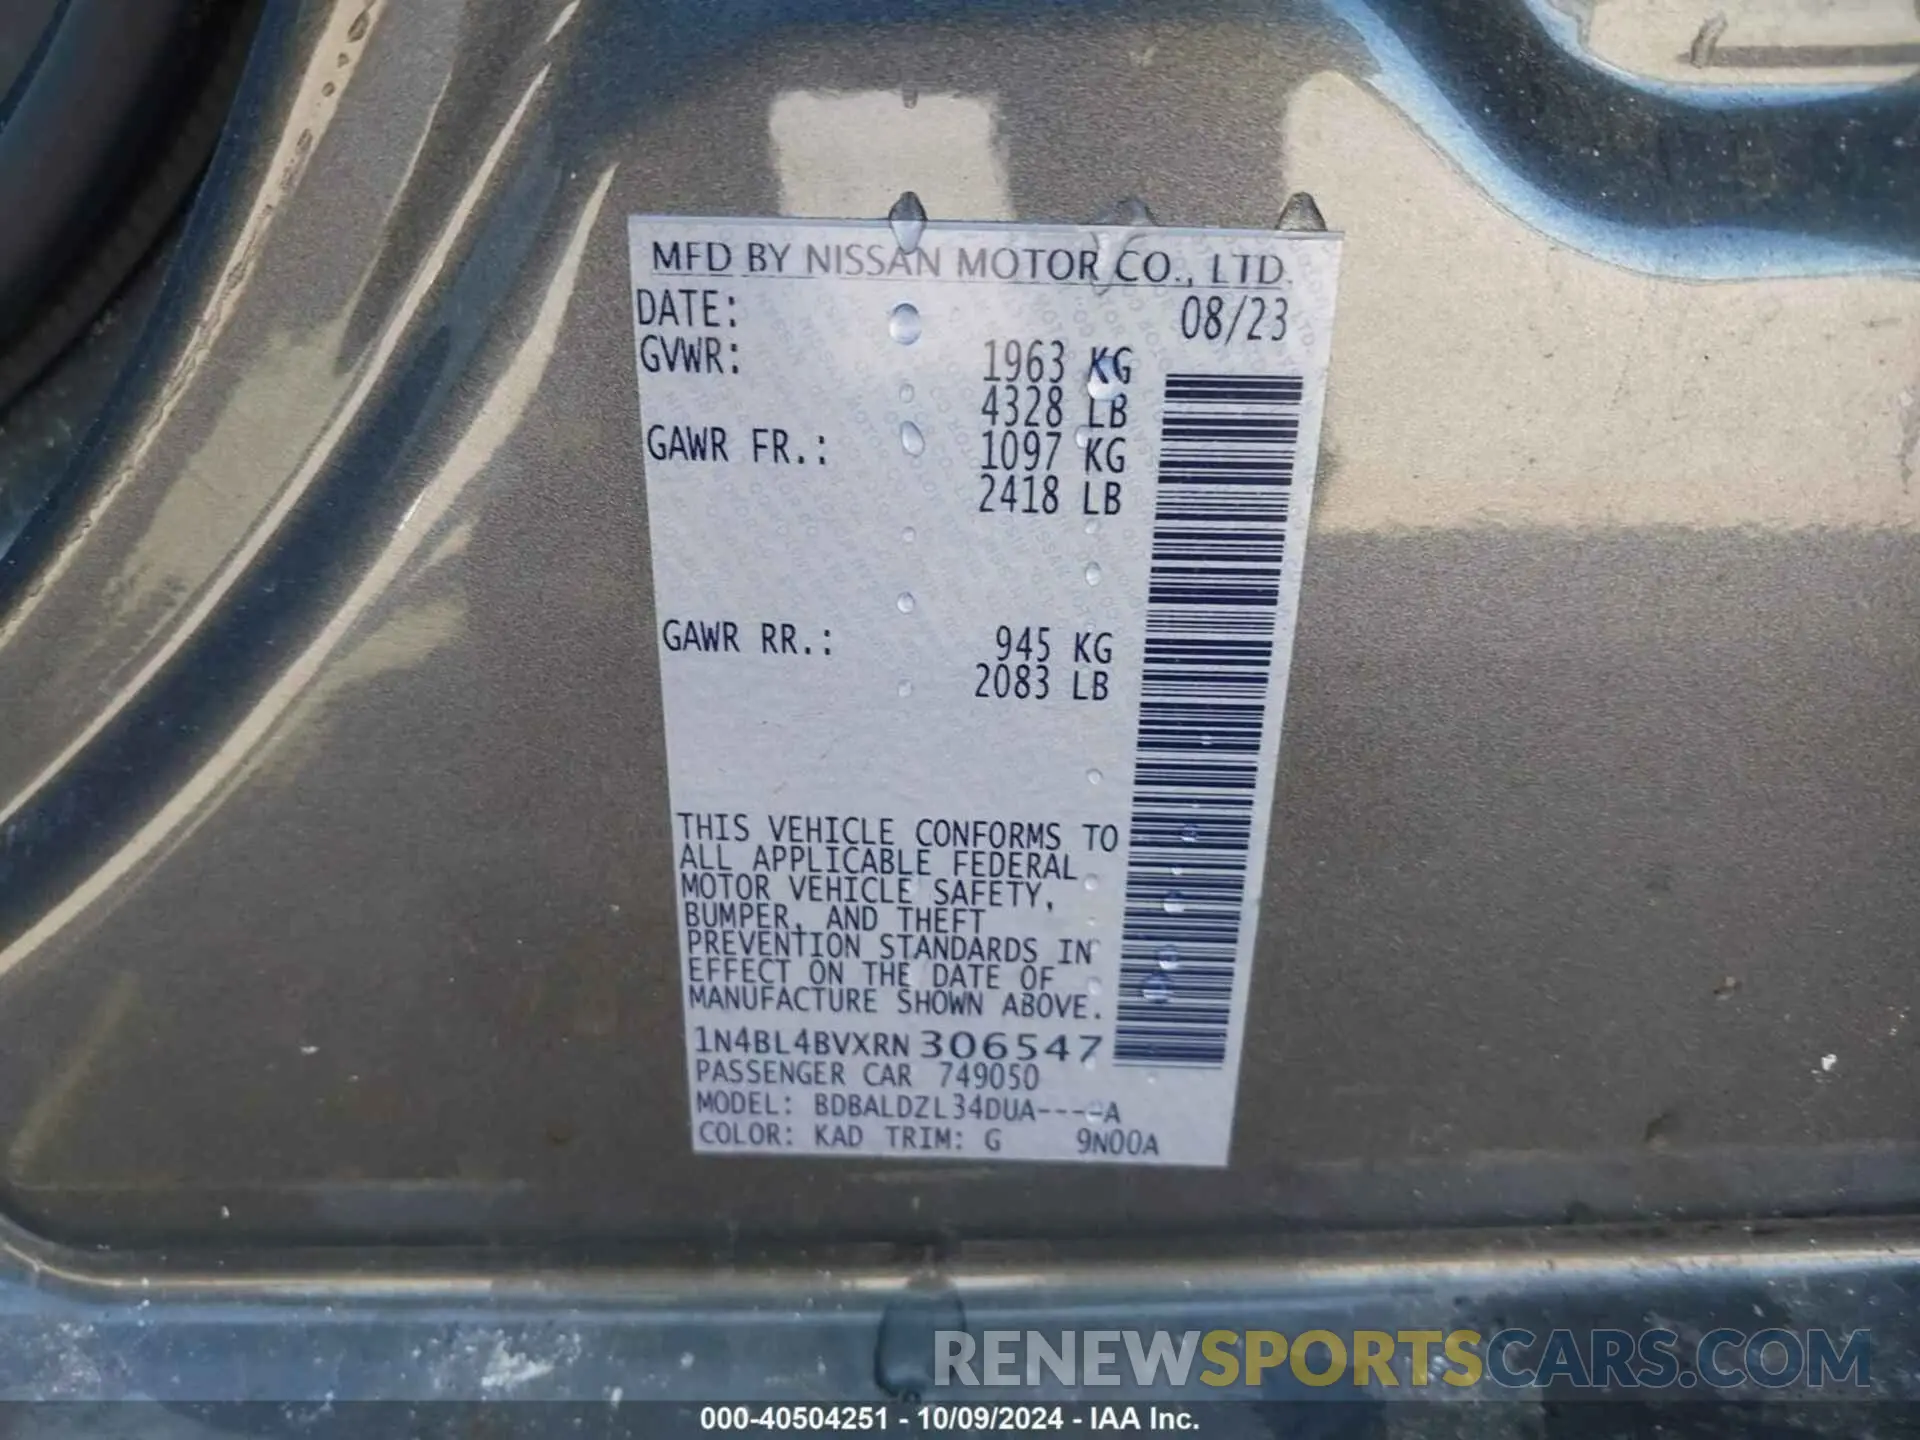 MFD BY NISSAN MOTOR CO., LTD.
DATE: 08/23
GVWR: 1963 KG
4328 LB
GAWR FR.: 1097 KG
2418 LB
GAWR RR.: 945 KG
2083 LB
THIS VEHICLE CONFORMS TO
ALL APPLICABLE FEDERAL
MOTOR VEHICLE SAFETY,
BUMPER, AND THEFT
PREVENTION STANDARDS IN
EFFECT ON THE DATE OF
MANUFACTURE SHOWN ABOVE.
1N4BL4BVXRN306547
PASSENGER CAR 749050
MODEL: BDBALDZL34DUA----A
COLOR: KAD TRIM: G 9N00A
RENEWSPORTSCARS.COM
000-40504251 - 10/09/2024 - IAA Inc.